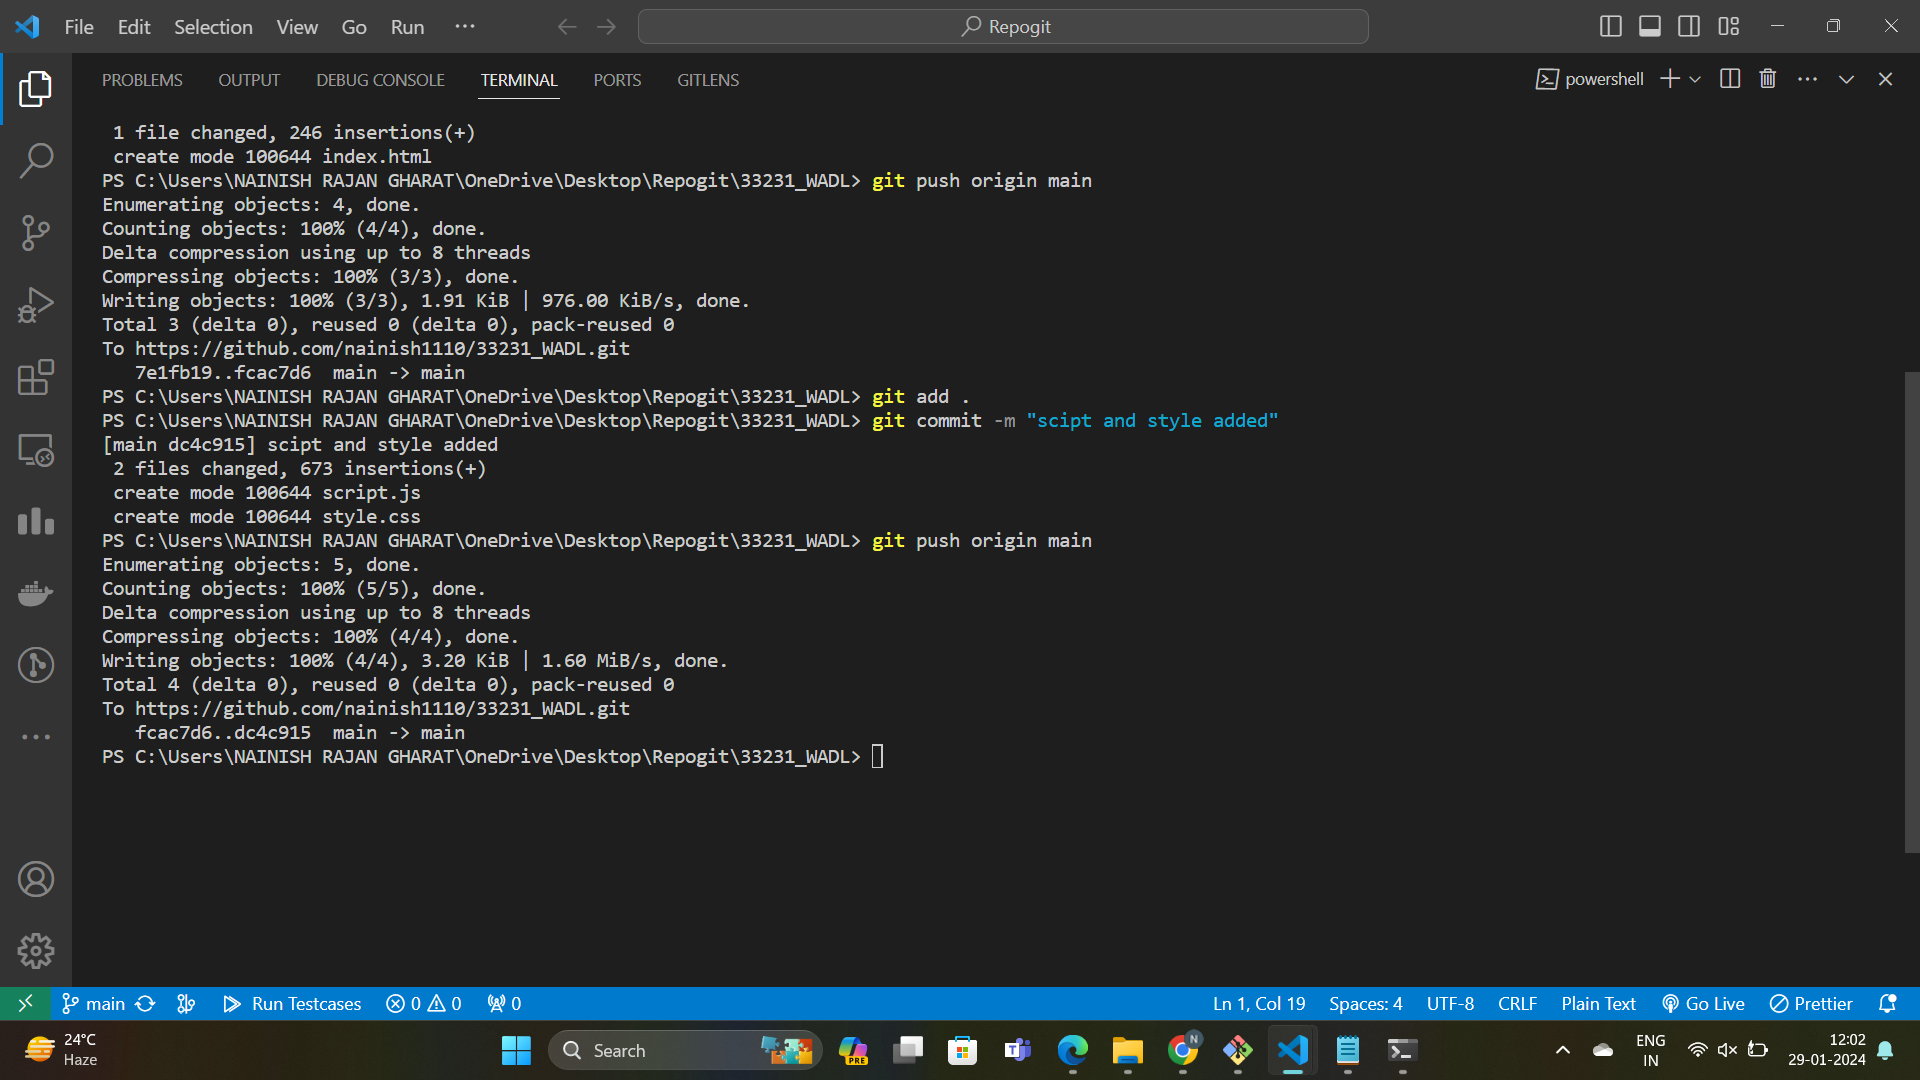 File Edit Selection View Go Run ··· Repogit
PROBLEMS OUTPUT DEBUG CONSOLE TERMINAL PORTS GITLENS powershell
1 file changed, 246 insertions(+)
create mode 100644 index.html
PS C:\Users\NAINISH RAJAN GHARAT\OneDrive\Desktop\Repogit\33231_WADL> git push origin main
Enumerating objects: 4, done.
Counting objects: 100% (4/4), done.
Delta compression using up to 8 threads
Compressing objects: 100% (3/3), done.
Writing objects: 100% (3/3), 1.91 KiB | 976.00 KiB/s, done.
Total 3 (delta 0), reused 0 (delta 0), pack-reused 0
To https://github.com/nainish1110/33231_WADL.git
7e1fb19..fcac7d6 main -> main
PS C:\Users\NAINISH RAJAN GHARAT\OneDrive\Desktop\Repogit\33231_WADL> git add .
PS C:\Users\NAINISH RAJAN GHARAT\OneDrive\Desktop\Repogit\33231_WADL> git commit -m "scipt and style added"
[main dc4c915] scipt and style added
2 files changed, 673 insertions(+)
create mode 100644 script.js
create mode 100644 style.css
PS C:\Users\NAINISH RAJAN GHARAT\OneDrive\Desktop\Repogit\33231_WADL> git push origin main
Enumerating objects: 5, done.
Counting objects: 100% (5/5), done.
Delta compression using up to 8 threads
Compressing objects: 100% (4/4), done.
Writing objects: 100% (4/4), 3.20 KiB | 1.60 MiB/s, done.
Total 4 (delta 0), reused 0 (delta 0), pack-reused 0
To https://github.com/nainish1110/33231_WADL.git
fcac7d6..dc4c915 main -> main
PS C:\Users\NAINISH RAJAN GHARAT\OneDrive\Desktop\Repogit\33231_WADL>
main Run Testcases 0 0 0 Ln 1, Col 19 Spaces: 4 UTF-8 CRLF Plain Text Go Live Prettier
24°C
Haze
Search
PRE
N
ENG
IN
12:02
29-01-2024